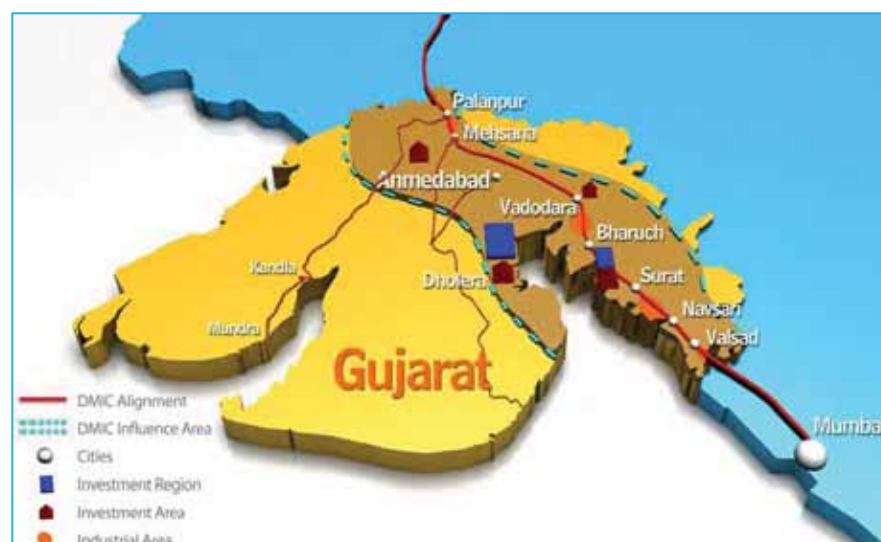 Palanpur
Mehsana
Anmedabad
Vadodara
Bharuch
Kandla
Dholera
Surat
Mundra
Navsari
Valsad
Gujarat
DMIC Alignment
Mumba
DMIC Influence Area
Cities
Investment Region
Investment Area
Industrial Area